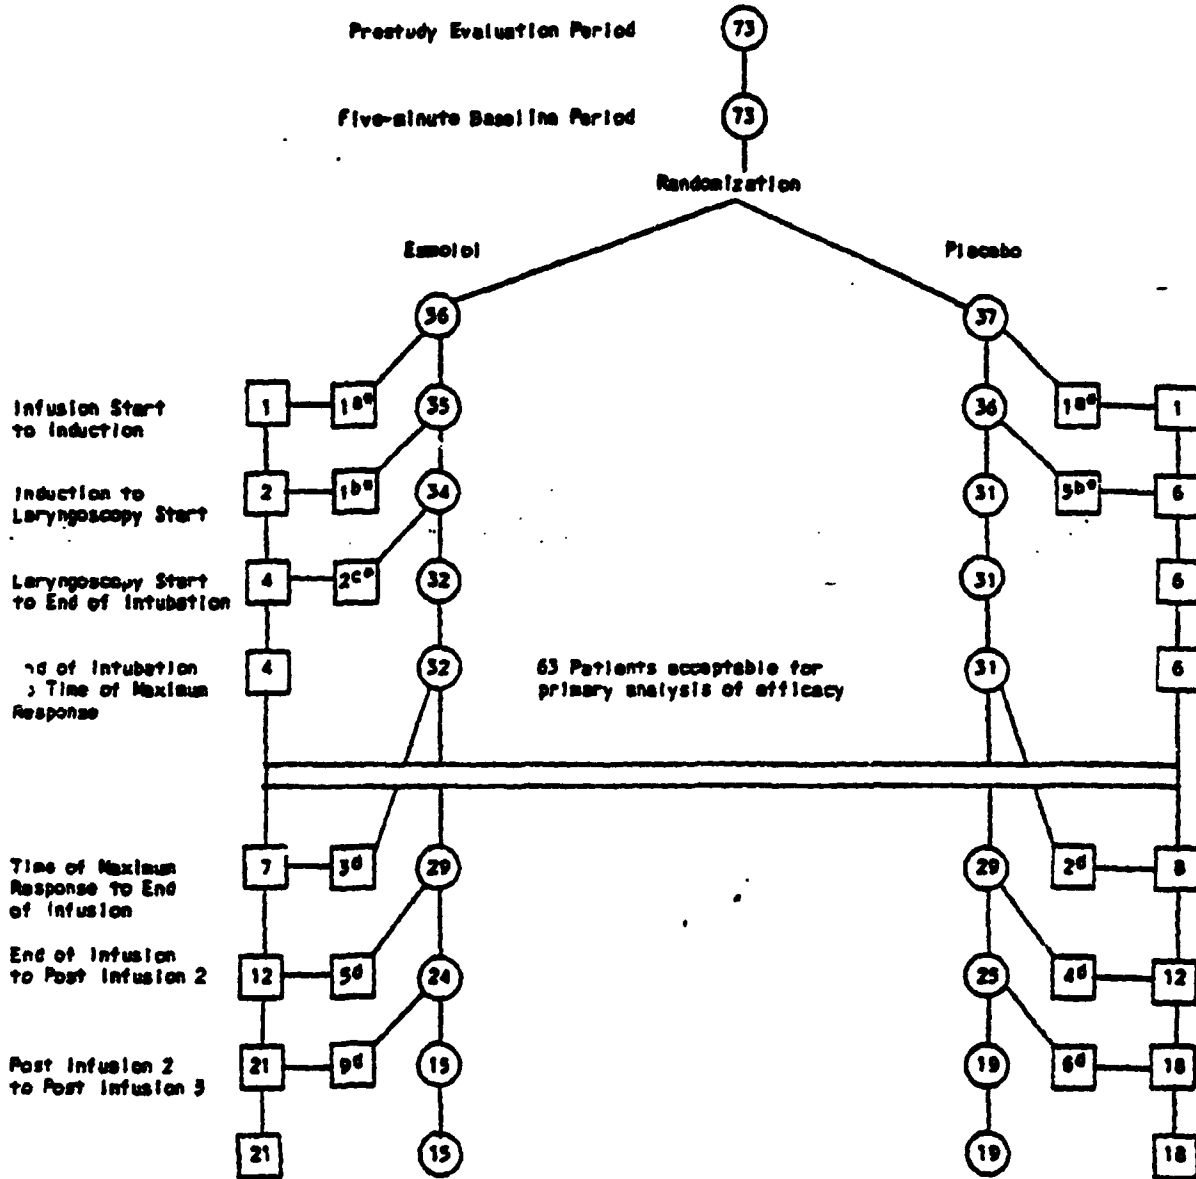 Prestudy Evaluation Period 73
Five-minute Baseline Period 73
Randomization
Esmolol Placebo
36 37
Infusion Start
to Induction
1 1a* 35 36 1a* 1
Induction to
Laryngoscopy Start
2 1b* 34 31 5b* 6
Laryngoscopy Start
to End of Intubation
4 2c* 32 31 6
nd of Intubation
o Time of Maximum
Response
4 32 31 6
63 Patients acceptable for
primary analysis of efficacy
Time of Maximum
Response to End
of Infusion
7 3d 29 29 2d 8
End of Infusion
to Post Infusion 2
12 5d 24 25 4d 12
Post Infusion 2
to Post Infusion 3
21 9d 15 19 6d 18
21 15 19 18